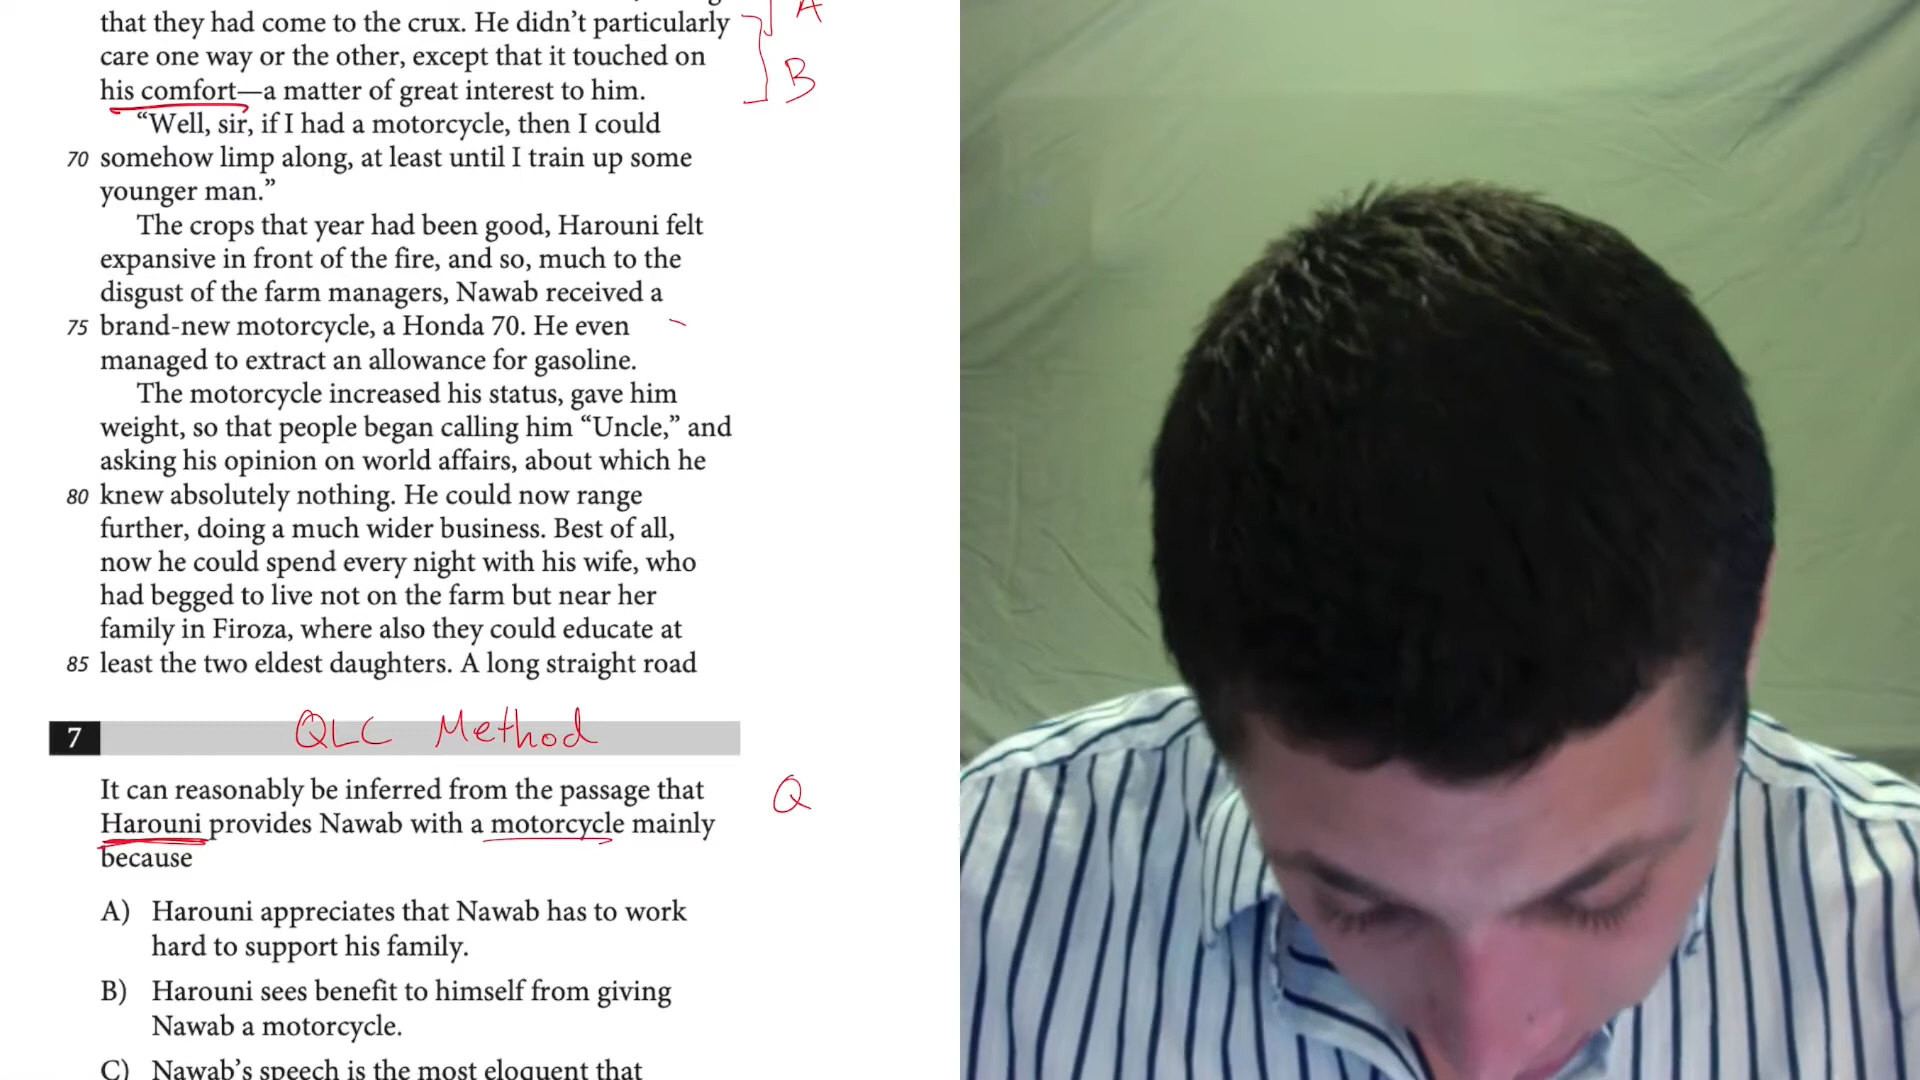 that they had come to the crux. He didn’t particularly
care one way or the other, except that it touched on
his comfort—a matter of great interest to him.
A
B
“Well, sir, if I had a motorcycle, then I could
70 somehow limp along, at least until I train up some
younger man.”
The crops that year had been good, Harouni felt
expansive in front of the fire, and so, much to the
disgust of the farm managers, Nawab received a
75 brand-new motorcycle, a Honda 70. He even
managed to extract an allowance for gasoline.
The motorcycle increased his status, gave him
weight, so that people began calling him “Uncle,” and
asking his opinion on world affairs, about which he
80 knew absolutely nothing. He could now range
further, doing a much wider business. Best of all,
now he could spend every night with his wife, who
had begged to live not on the farm but near her
family in Firoza, where also they could educate at
85 least the two eldest daughters. A long straight road
7 QLC Method
It can reasonably be inferred from the passage that
Harouni provides Nawab with a motorcycle mainly
because
Q
A) Harouni appreciates that Nawab has to work
hard to support his family.
B) Harouni sees benefit to himself from giving
Nawab a motorcycle.
C) Nawab’s speech is the most eloquent that